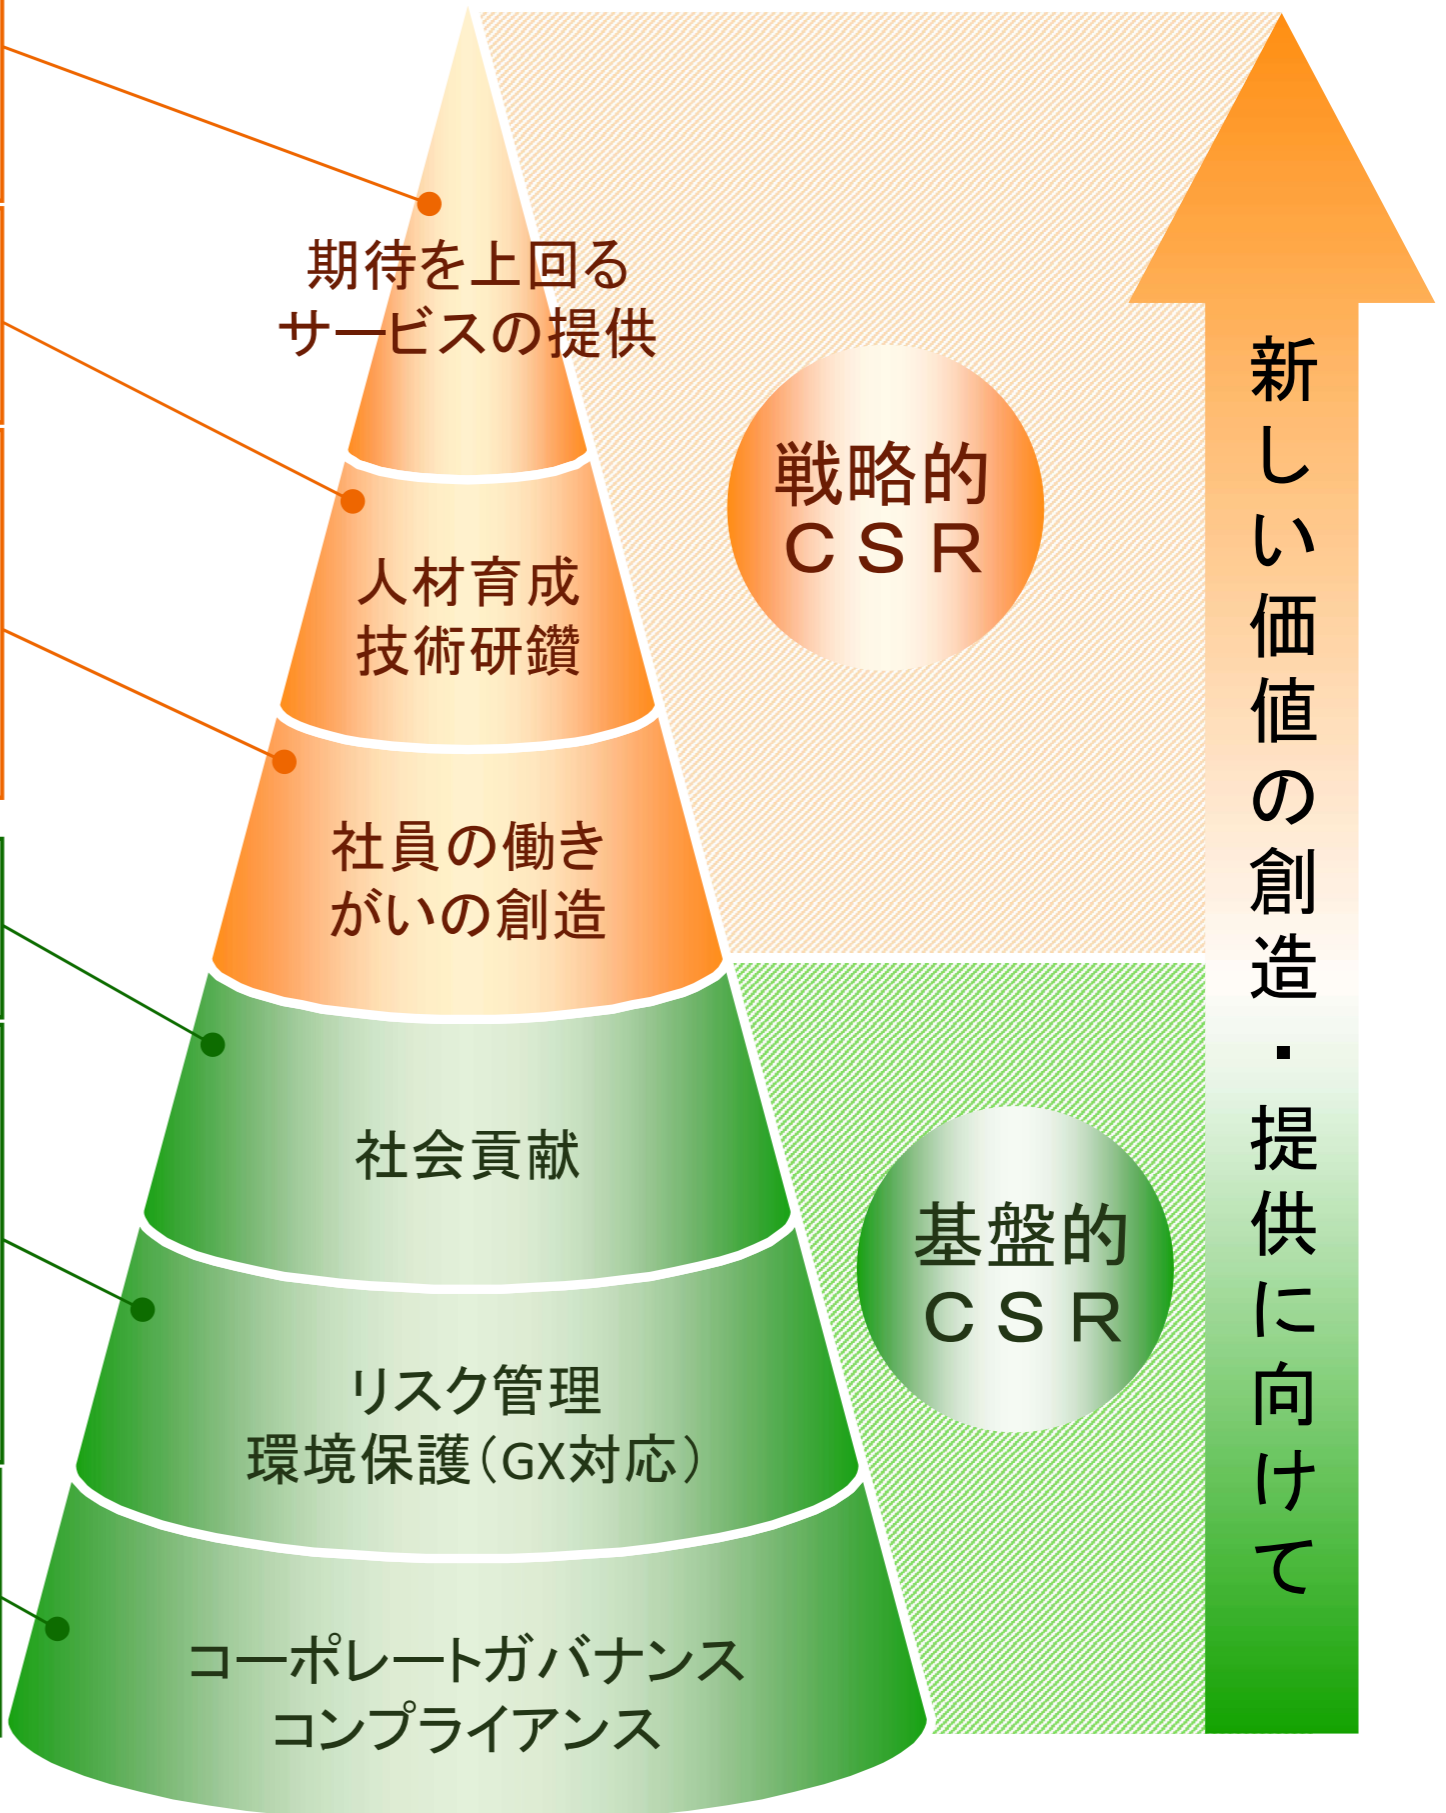 期待を上回る
サービスの提供
人材育成
技術研鑽
社員の働き
がいの創造
社会貢献
リスク管理
環境保護（GX対応）
コーポレートガバナンス
コンプライアンス
戦略的
ＣＳＲ
基盤的
ＣＳＲ
新しい価値の創造・提供に向けて